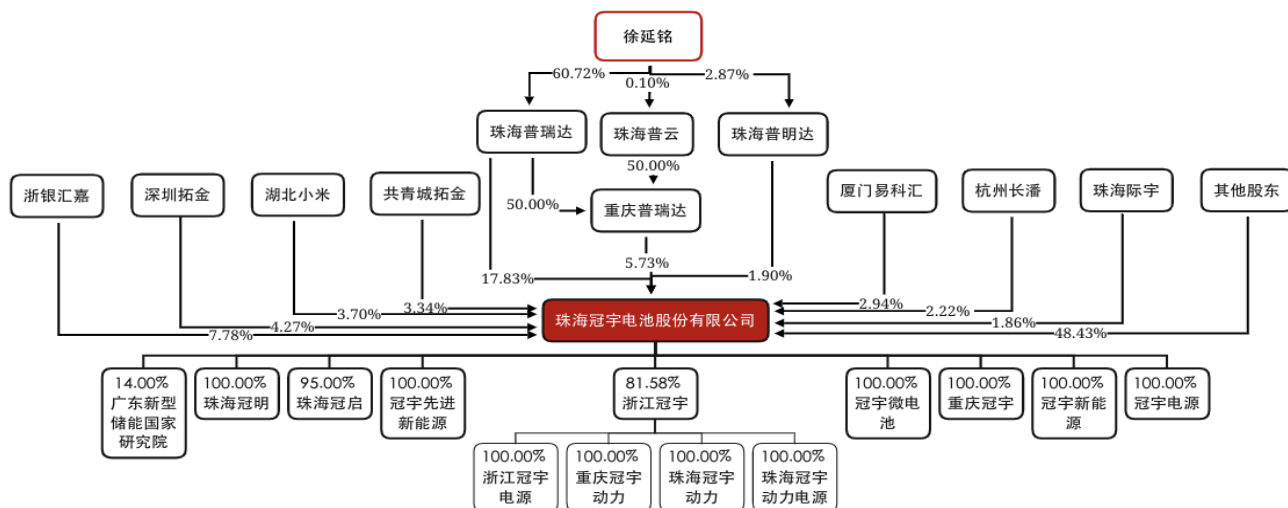 徐延铭
60.72%
0.10%
2.87%
珠海普瑞达
珠海普云
珠海普明达
50.00%
浙银汇嘉
深圳拓金
湖北小米
共青城拓金
50.00%
重庆普瑞达
厦门易科汇
杭州长潘
珠海际宇
其他股东
5.73%
17.83%
1.90%
3.34%
3.70%
4.27%
7.78%
珠海冠宇电池股份有限公司
2.94%
2.22%
1.86%
48.43%
14.00%
广东新型
储能国家
研究院
100.00%
珠海冠明
95.00%
珠海冠启
100.00%
冠宇先进
新能源
81.58%
浙江冠宇
100.00%
冠宇微电
池
100.00%
重庆冠宇
100.00%
冠宇新能
源
100.00%
冠宇电源
100.00%
浙江冠宇
电源
100.00%
重庆冠宇
动力
100.00%
珠海冠宇
动力
100.00%
珠海冠宇
动力电源